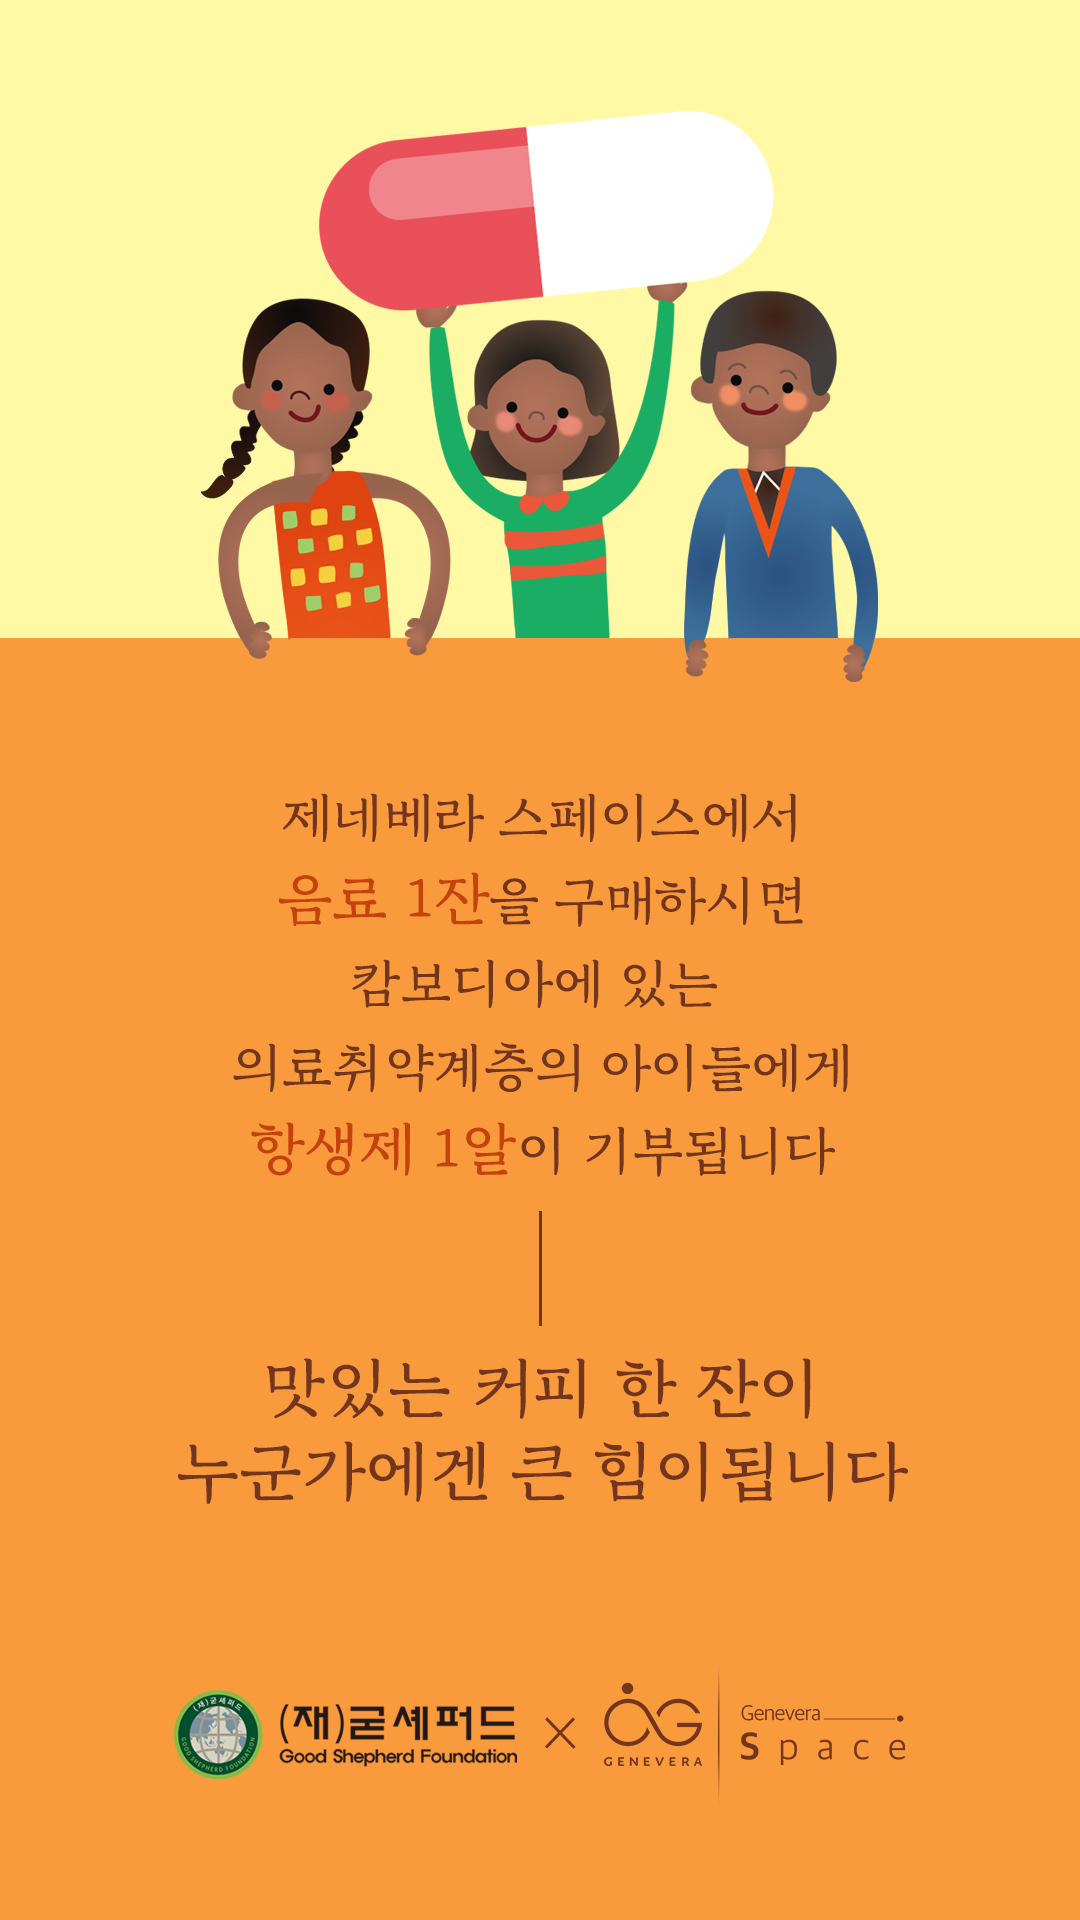 제네베라 스페이스에서
음료 1잔을 구매하시면
캄보디아에 있는
의료취약계층의 아이들에게
항생제 1알이 기부됩니다
맛있는 커피 한 잔이
누군가에겐 큰 힘이됩니다
(재)굳셰퍼드
GOOD SHEPHERD FOUNDATION
(재)굳셰퍼드
Good Shepherd Foundation
×
GENEVERA
Genevera
Space